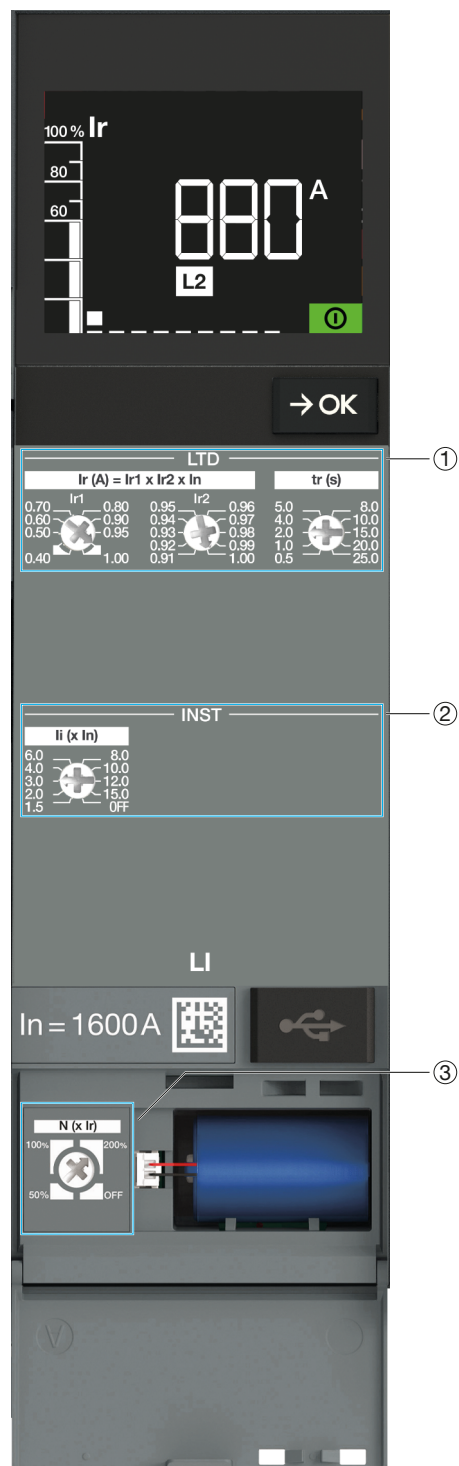 100 % Ir
80
60
880 A
L2
→ OK
LTD
Ir (A) = Ir1 x Ir2 x In
tr (s)
Ir1
Ir2
0.70 0.80 0.95 0.96 5.0 8.0
0.60 0.90 0.94 0.97 4.0 10.0
0.50 0.95 0.93 0.98 2.0 15.0
0.92 0.99 1.0 20.0
0.40 1.00 0.91 1.00 0.5 25.0
①
INST
②
Ii (x In)
6.0 8.0
4.0 10.0
3.0 12.0
2.0 15.0
1.5 OFF
LI
In = 1600 A
③
N (x Ir)
100% 200%
50% OFF
V